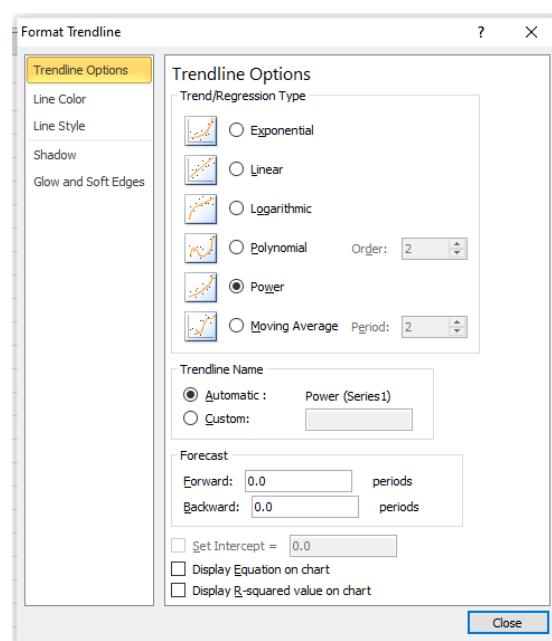 Format Trendline ? X
Trendline Options
Line Color
Line Style
Shadow
Glow and Soft Edges
Trendline Options
Trend/Regression Type
Exponential
Linear
Logarithmic
Polynomial Order: 2
Power
Moving Average Period: 2
Trendline Name
Automatic : Power (Series1)
Custom:
Forecast
Forward: 0.0 periods
Backward: 0.0 periods
Set Intercept = 0.0
Display Equation on chart
Display R-squared value on chart
Close